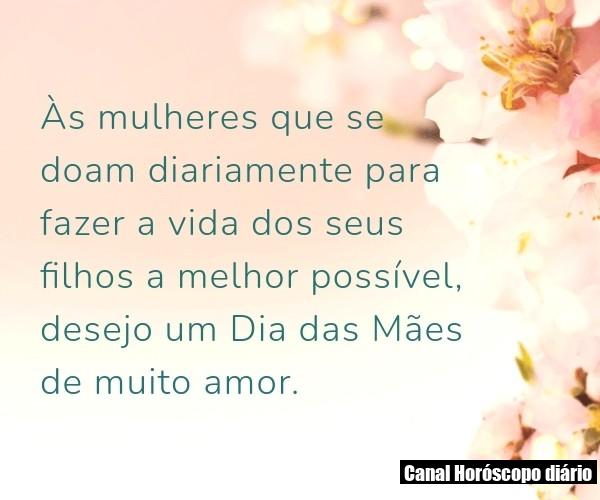 Às mulheres que se
doam diariamente para
fazer a vida dos seus
filhos a melhor possível,
desejo um Dia das Mães
de muito amor.
Canal Horóscopo diário